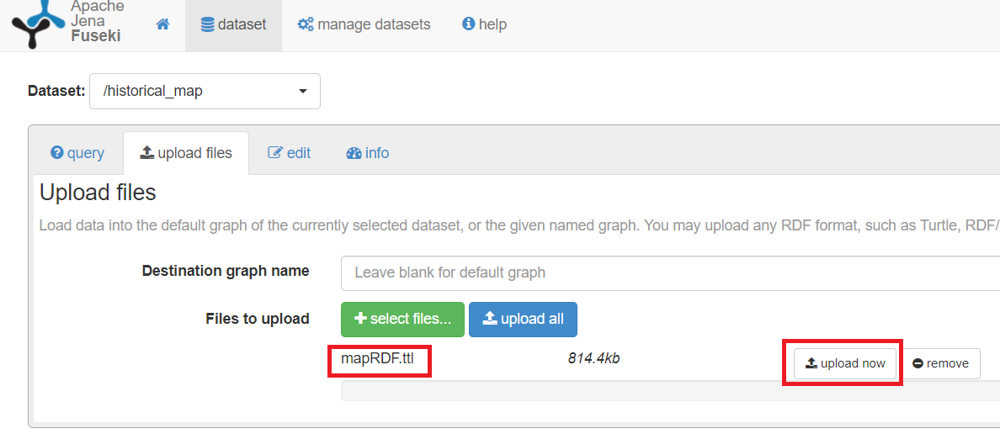 Apache
Jena
Fuseki
dataset
manage datasets
help
Dataset:
/historical_map
query
upload files
edit
info
Upload files
Load data into the default graph of the currently selected dataset, or the given named graph. You may upload any RDF format, such as Turtle, RDF/
Destination graph name
Leave blank for default graph
Files to upload
select files...
upload all
mapRDF.ttl
814.4kb
upload now
remove